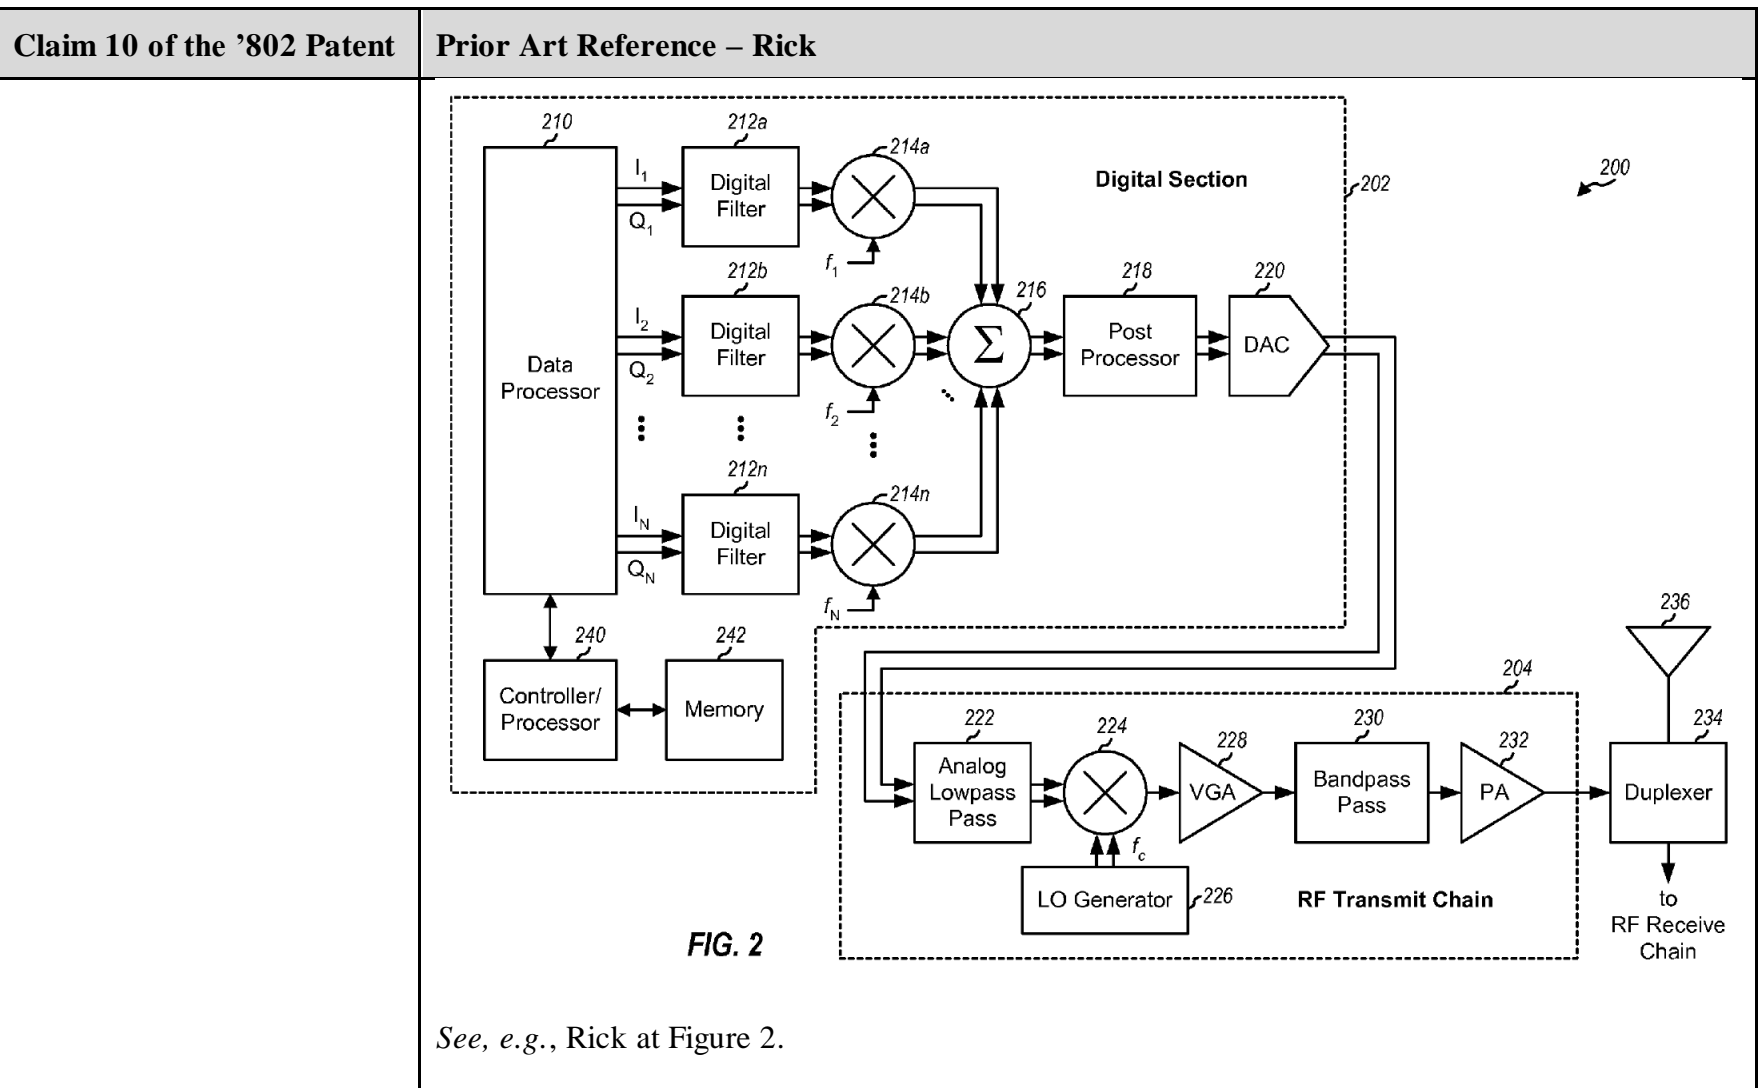 Claim 10 of the ’802 Patent
Prior Art Reference – Rick
210
212a
214a
I1
Q1
Digital
Filter
f1
Digital Section
202
200
212b
214b
I2
Q2
Digital
Filter
f2
216
Σ
218
Post
Processor
220
DAC
Data
Processor
212n
214n
IN
QN
Digital
Filter
fN
240
Controller/
Processor
242
Memory
236
204
222
Analog
Lowpass
Pass
224
fc
228
VGA
230
Bandpass
Pass
232
PA
234
Duplexer
LO Generator
226
RF Transmit Chain
to
RF Receive
Chain
FIG. 2
See, e.g., Rick at Figure 2.